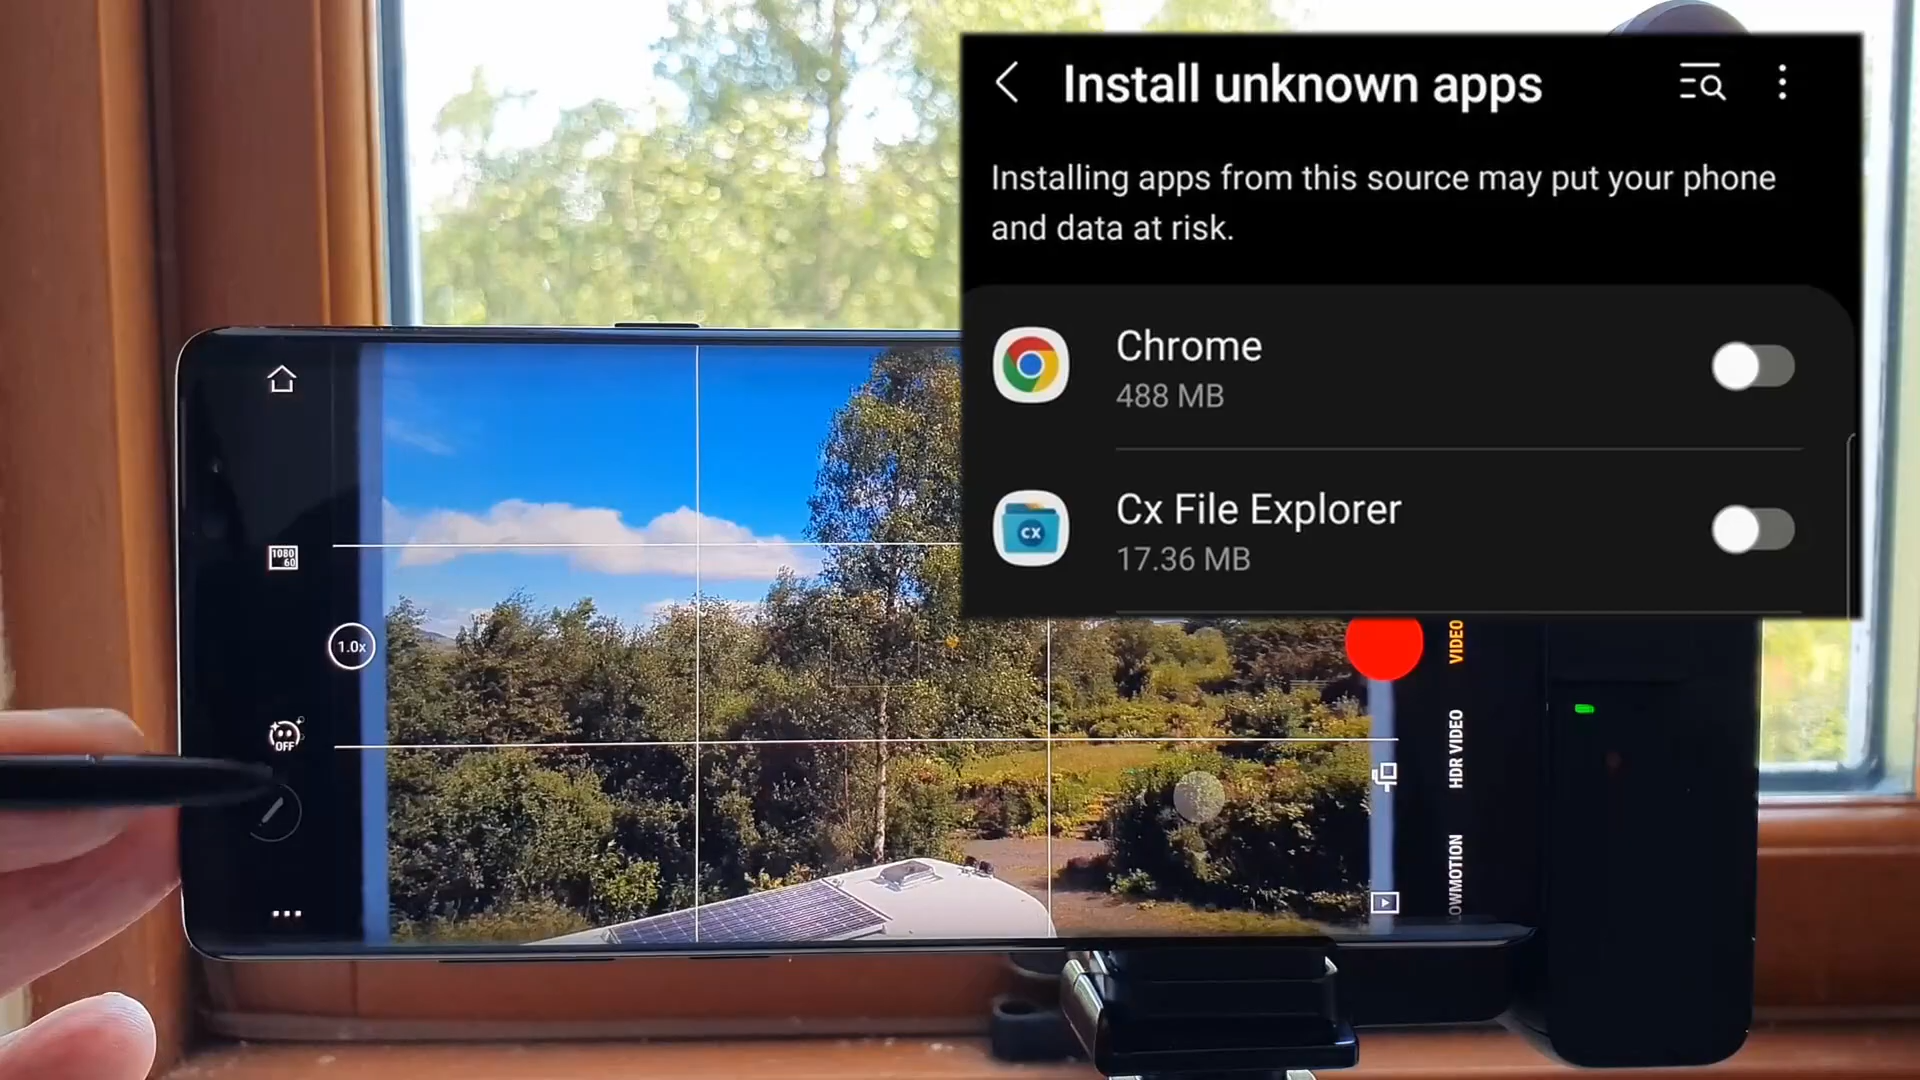 Install unknown apps
Installing apps from this source may put your phone
and data at risk.
Chrome
488 MB
Cx File Explorer
CX
17.36 MB
1080
60
1.0x
OFF
VIDEO
HDR VIDEO
OWMOTION